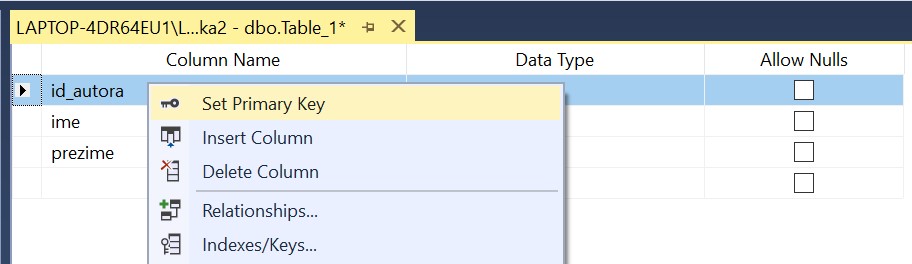 LAPTOP-4DR64EU1\L...ka2 - dbo.Table_1*
Column Name Data Type Allow Nulls
id_autora
Set Primary Key
ime
Insert Column
prezime
Delete Column
Relationships...
Indexes/Keys...